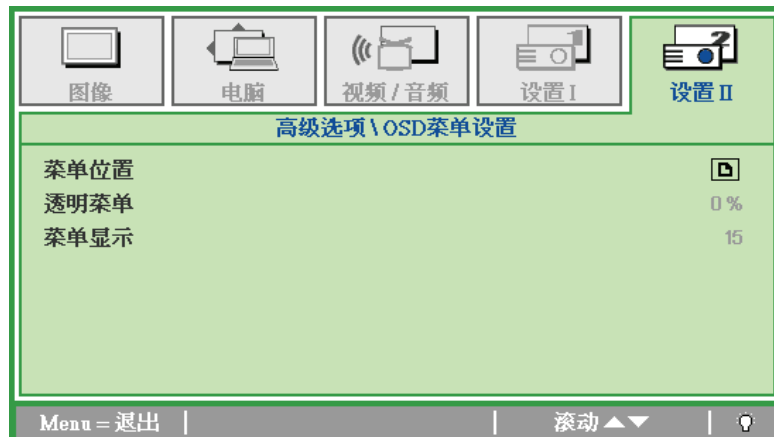 图像
电脑
视频 / 音频
设置 I
设置 II
高级选项 \ OSD菜单设置
菜单位置
透明菜单 0 %
菜单显示 15
Menu = 退出 滚动▲▼